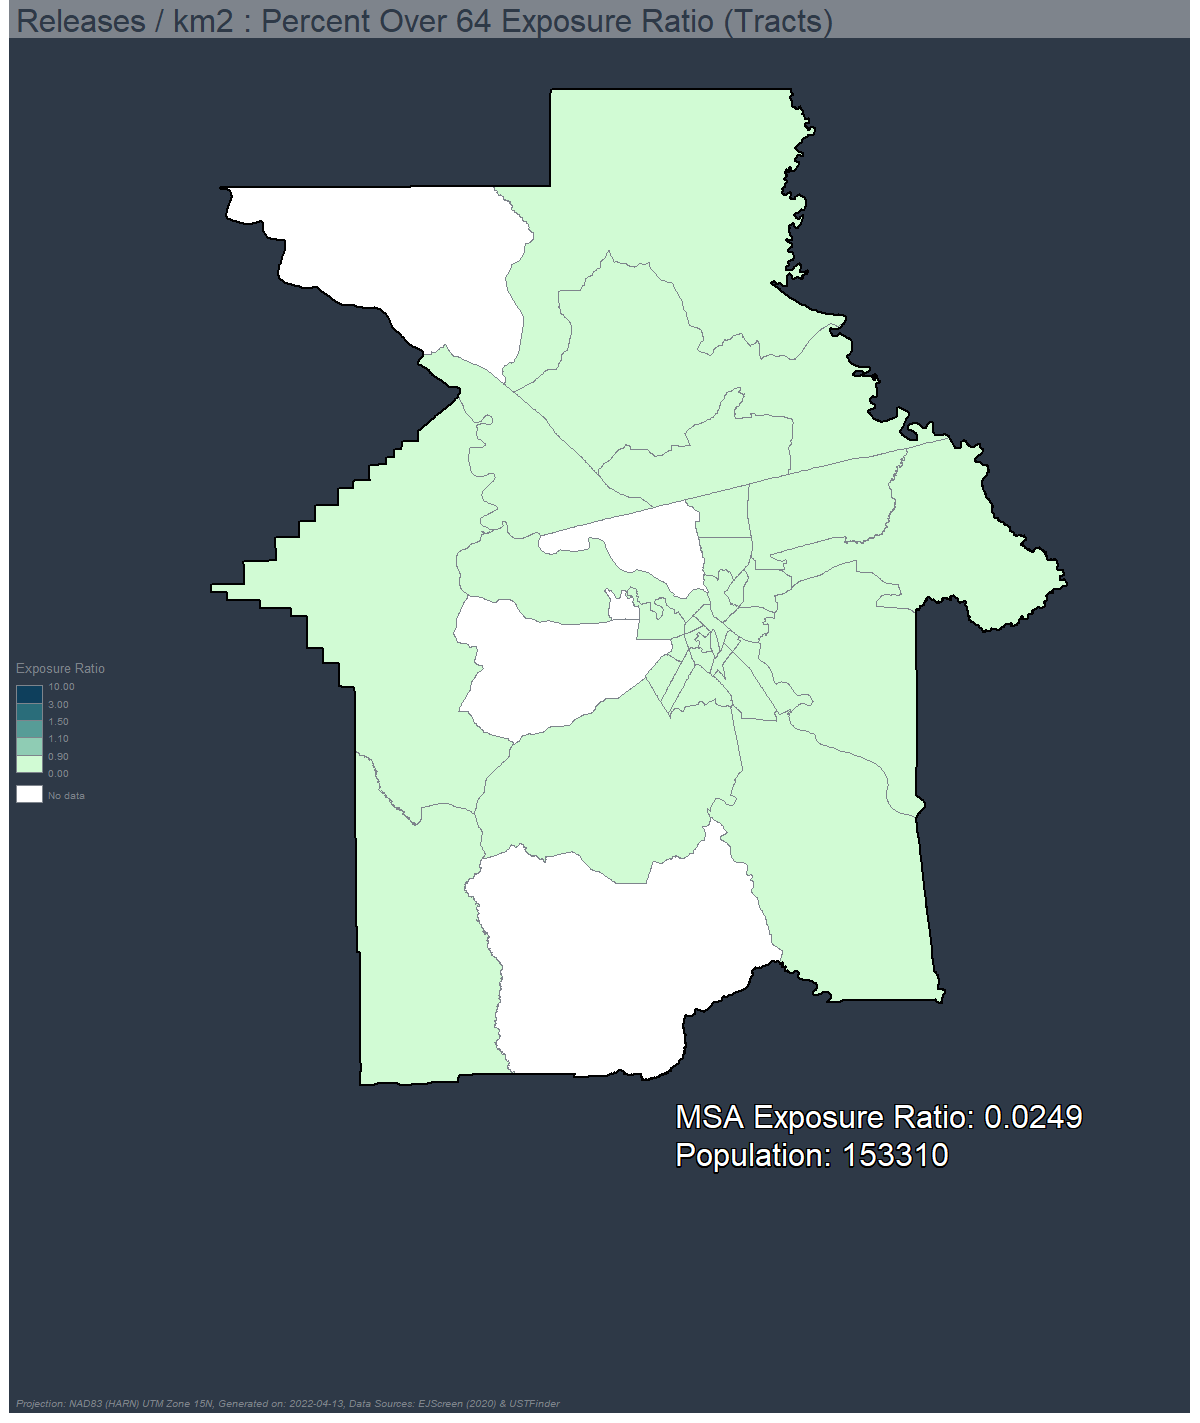 Releases / km2 : Percent Over 64 Exposure Ratio (Tracts)
Exposure Ratio
10.00
3.00
1.50
1.10
0.90
0.00
No data
MSA Exposure Ratio: 0.0249
Population: 153310
Projection: NAD83 (HARN) UTM Zone 15N, Generated on: 2022-04-13, Data Sources: EJScreen (2020) & USTFinder